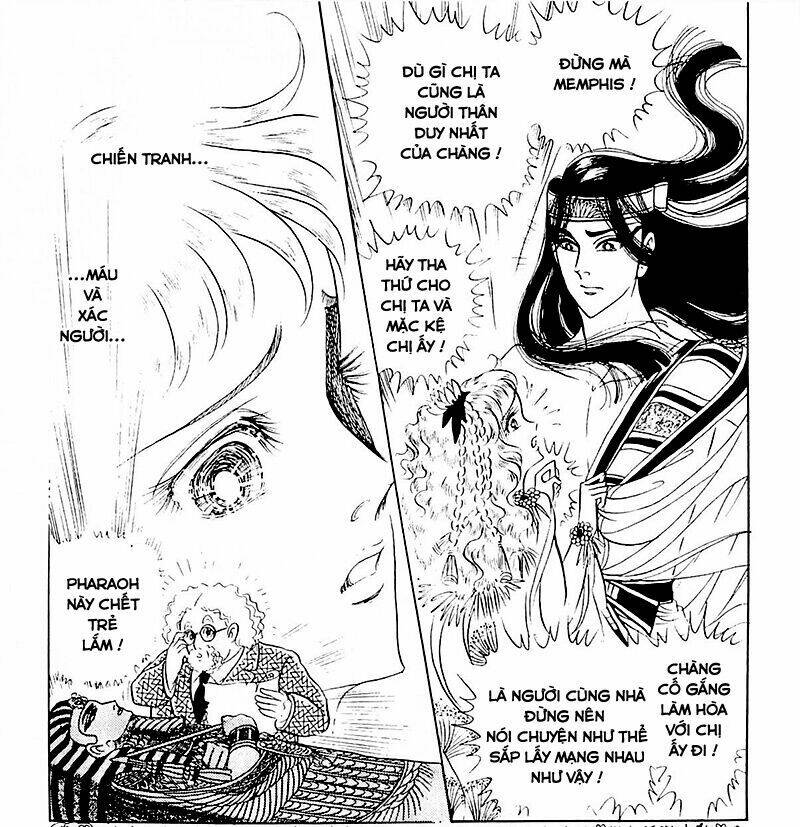 ĐỪNG MÀ
MEMPHIS !
DÙ GÌ CHỊ TA
CŨNG LÀ
NGƯỜI THÂN
DUY NHẤT
CỦA CHÀNG !
HÃY THA
THỨ CHO
CHỊ TA VÀ
MẶC KỆ
CHỊ ẤY !
CHÀNG
CỐ GẮNG
LÀM HÒA
VỚI CHỊ
ẤY ĐI !
LÀ NGƯỜI CÙNG NHÀ
ĐỪNG NÊN
NÓI CHUYỆN NHƯ THỂ
SẮP LẤY MẠNG NHAU
NHƯ VẬY !
CHIẾN TRANH...
...MÁU
VÀ
XÁC
NGƯỜI...
PHARAOH
NÀY CHẾT
TRẺ
LẮM !